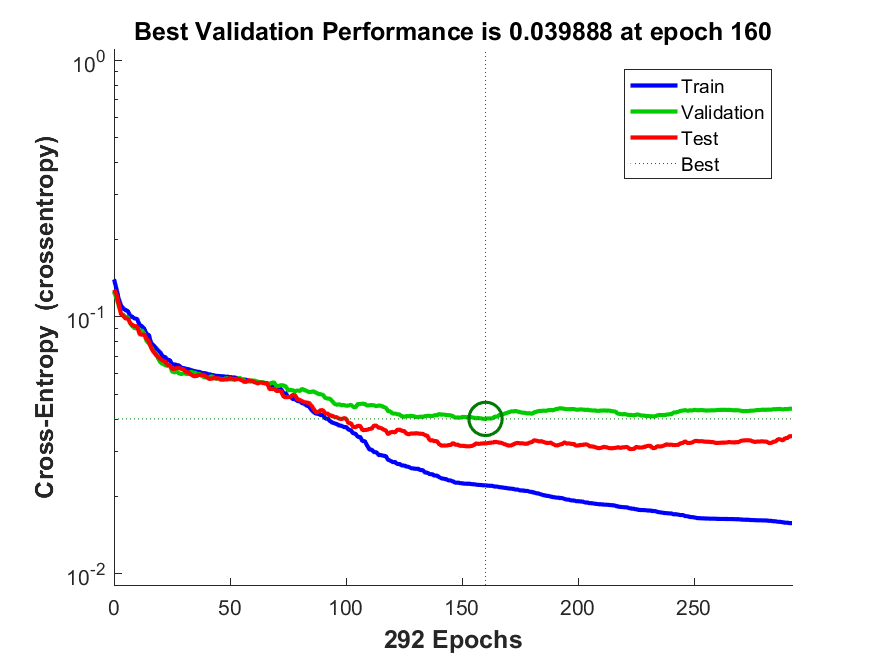 Best Validation Performance is 0.039888 at epoch 160
10^0
10^-1
10^-2
Cross-Entropy (crossentropy)
Train
Validation
Test
Best
0 50 100 150 200 250
292 Epochs